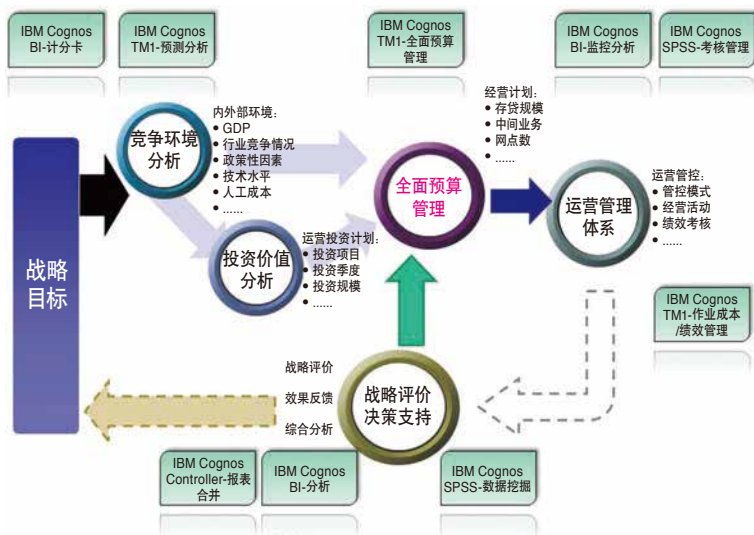 IBM Cognos
BI-计分卡
IBM Cognos
TM1-预测分析
IBM Cognos
TM1-全面预算
管理
IBM Cognos
BI-监控分析
IBM Cognos
SPSS-考核管理
战略
目标
竞争环境
分析
内外部环境：
• GDP
• 行业竞争情况
• 政策性因素
• 技术水平
• 人工成本
• ......
投资价值
分析
运营投资计划：
• 投资项目
• 投资季度
• 投资规模
• ......
全面预算
管理
经营计划：
• 存贷规模
• 中间业务
• 网点数
• ......
运营管理
体系
运营管控：
• 管控模式
• 经营活动
• 绩效考核
• ......
IBM Cognos
TM1-作业成本
/绩效管理
战略评价
决策支持
战略评价
效果反馈
综合分析
IBM Cognos
Controller-报表
合并
IBM Cognos
BI-分析
IBM Cognos
SPSS-数据挖掘